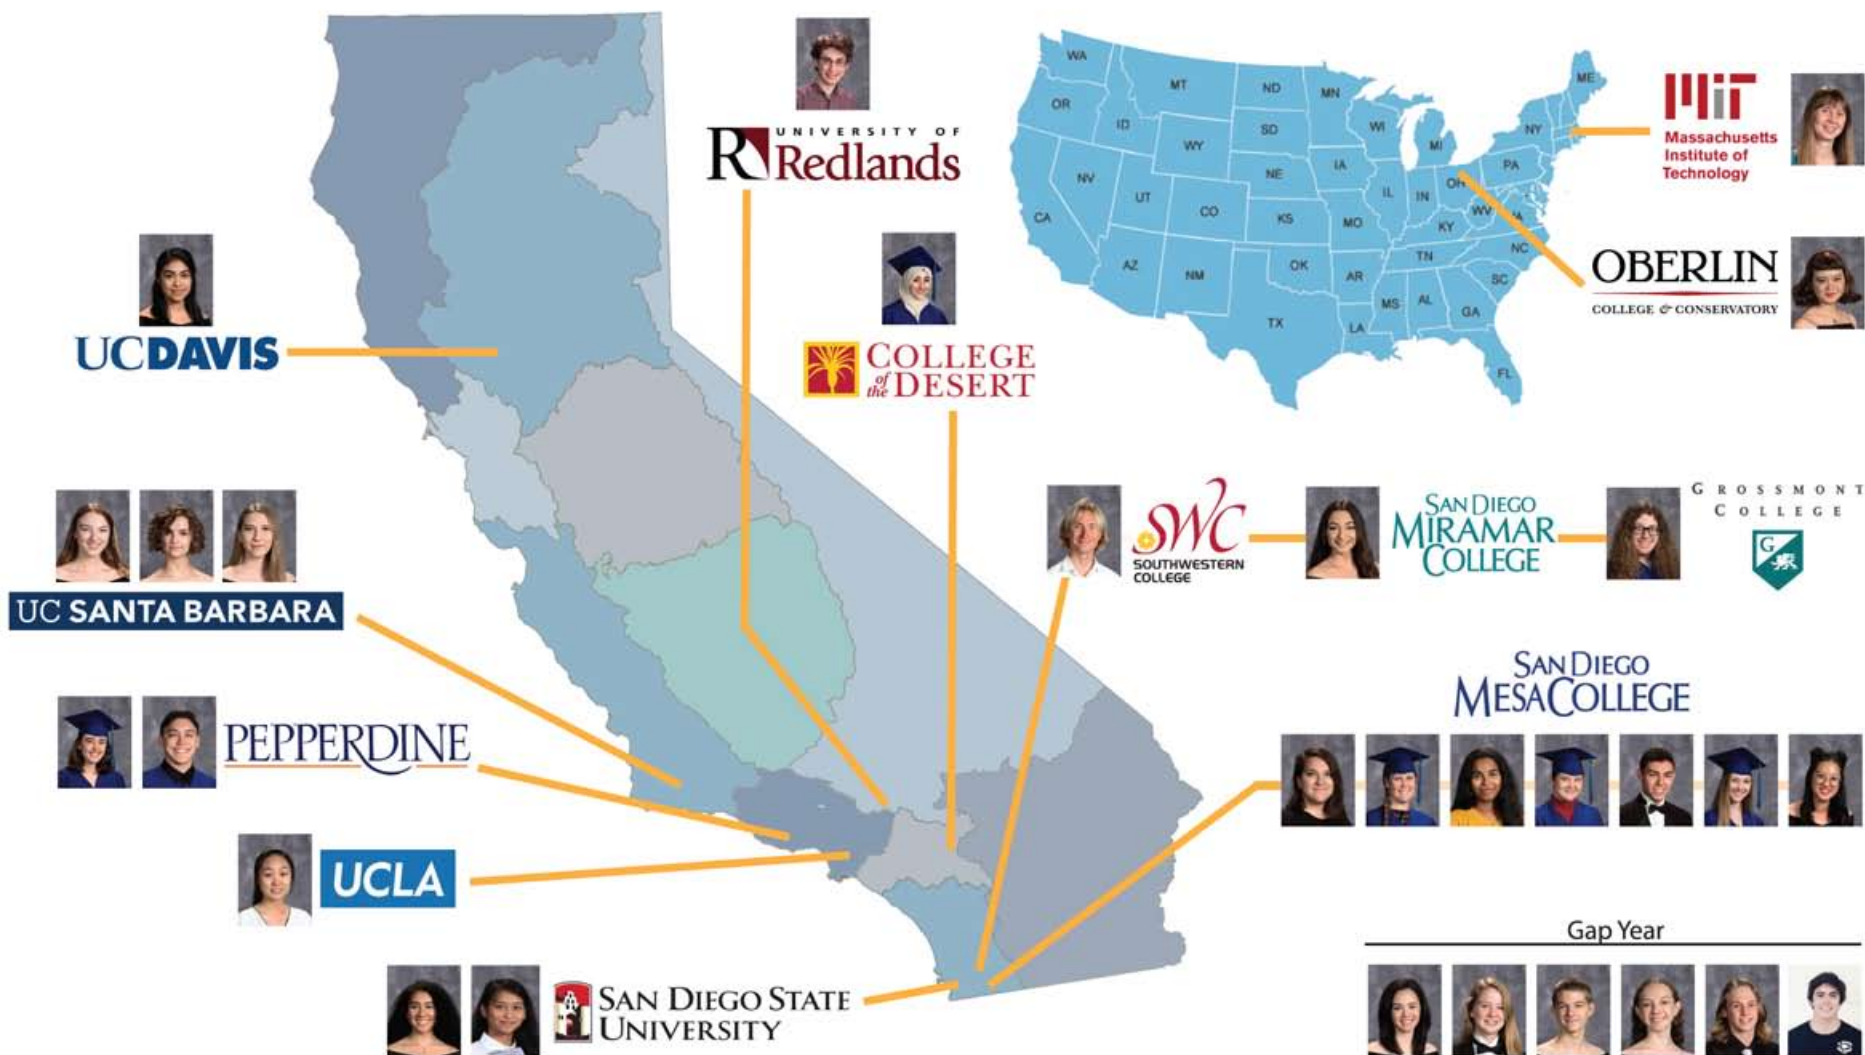 UNIVERSITY OF
R Redlands
UC DAVIS
COLLEGE
of the DESERT
WA
OR
CA
NV
ID
MT
WY
UT
AZ
CO
NM
ND
SD
NE
KS
OK
TX
MN
IA
MO
AR
LA
WI
IL
MS
MI
IN
KY
TN
AL
OH
WV
GA
FL
SC
NC
PA
NY
ME
MIT
Massachusetts
Institute of
Technology
OBERLIN
COLLEGE & CONSERVATORY
UC SANTA BARBARA
SWC
SOUTHWESTERN
COLLEGE
SAN DIEGO
MIRAMAR
COLLEGE
GROSSMONT
COLLEGE
G
PEPPERDINE
SAN DIEGO
MESA COLLEGE
UCLA
SAN DIEGO STATE
UNIVERSITY
Gap Year